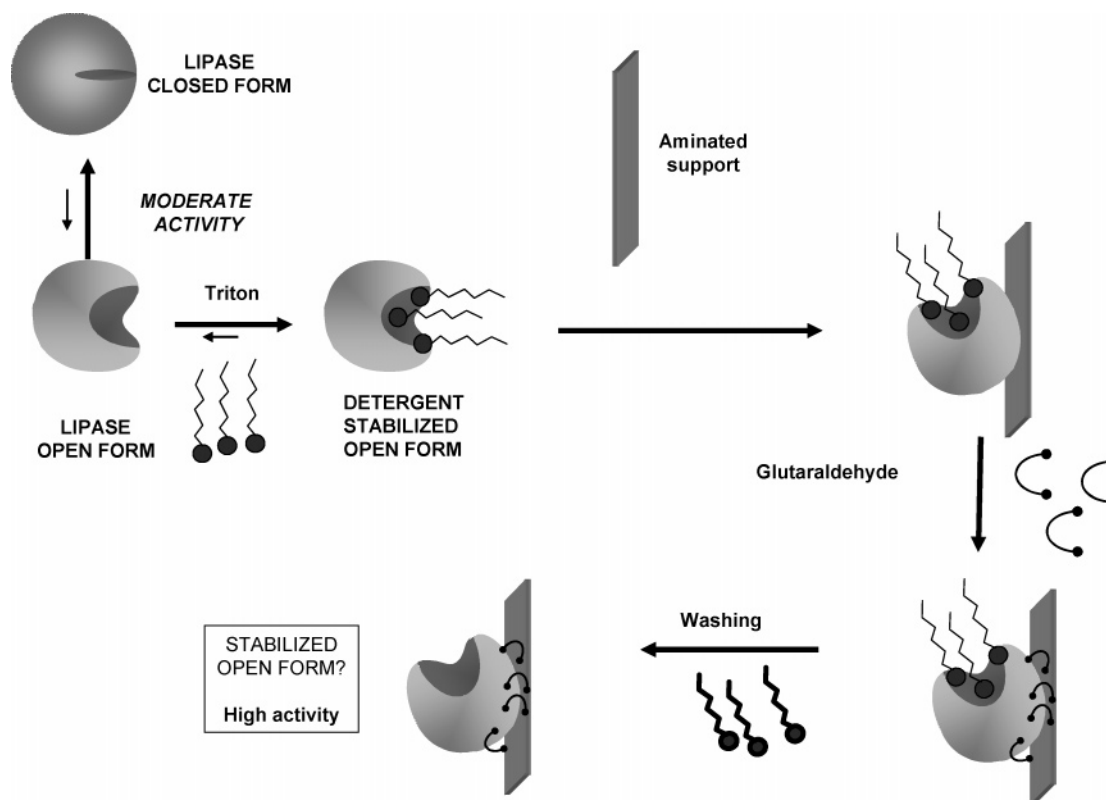 LIPASE
CLOSED FORM
MODERATE
ACTIVITY
Aminated
support
Triton
LIPASE
OPEN FORM
DETERGENT
STABILIZED
OPEN FORM
Glutaraldehyde
Washing
STABILIZED
OPEN FORM?
High activity